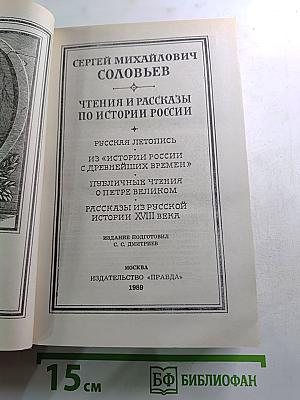 СЕРГЕЙ МИХАЙЛОВИЧ
СОЛОВЬЕВ
ЧТЕНИЯ И РАССКАЗЫ
ПО ИСТОРИИ РОССИИ
РУССКАЯ ЛЕТОПИСЬ
ИЗ «ИСТОРИИ РОССИИ
С ДРЕВНЕЙШИХ ВРЕМЕН»
ПУБЛИЧНЫЕ ЧТЕНИЯ
О ПЕТРЕ ВЕЛИКОМ
РАССКАЗЫ ИЗ РУССКОЙ
ИСТОРИИ XVIII ВЕКА
ИЗДАНИЕ ПОДГОТОВИЛ
С. С. ДМИТРИЕВ
МОСКВА
ИЗДАТЕЛЬСТВО «ПРАВДА»
1989
15 см
БФ БИБЛИОФАН